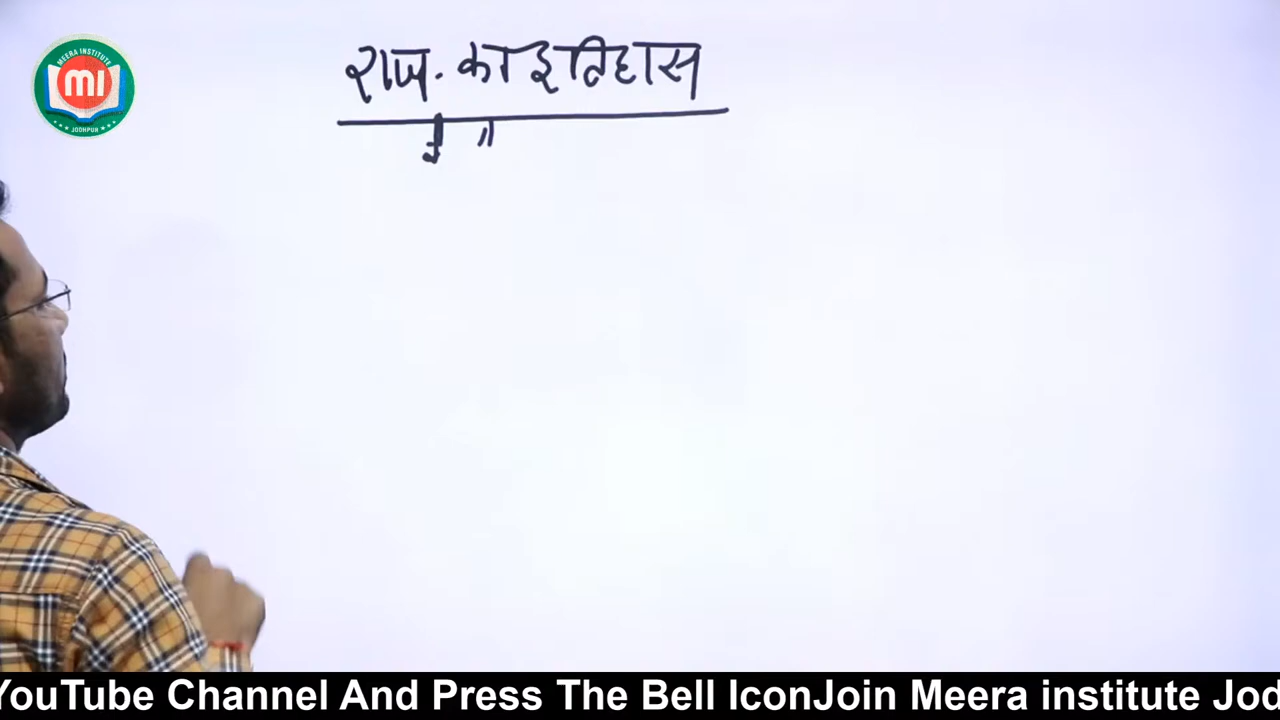 MEERA INSTITUTE
MI
JODHPUR
राज. का इतिहास
YouTube Channel And Press The Bell IconJoin Meera institute Jod